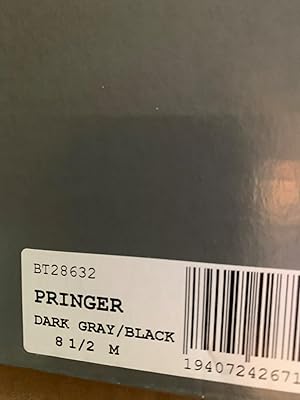 BT28632
PRINGER
DARK GRAY/BLACK
8 1/2 M
19407242671